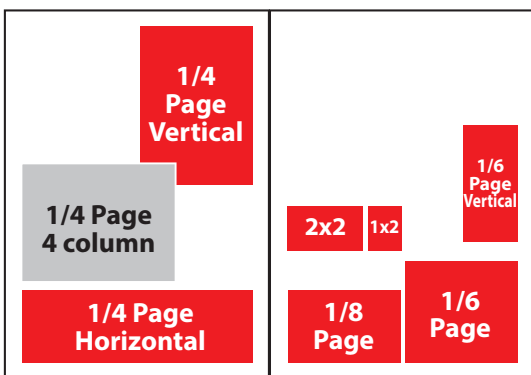 1/4
Page
Vertical
1/4 Page
4 column
1/4 Page
Horizontal
1/6
Page
Vertical
2x2
1x2
1/8
Page
1/6
Page